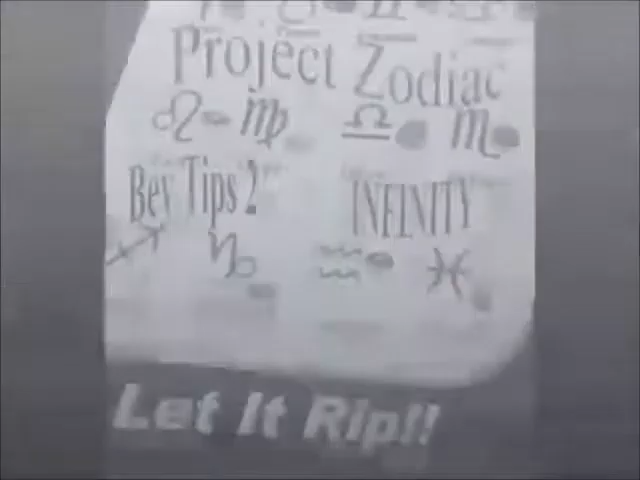 Project Zodiac
♌ ♍ ♎ ♏
Bey Tips 2 INFINITY
♐ ♑ ♒ ♓
Let It Rip!!